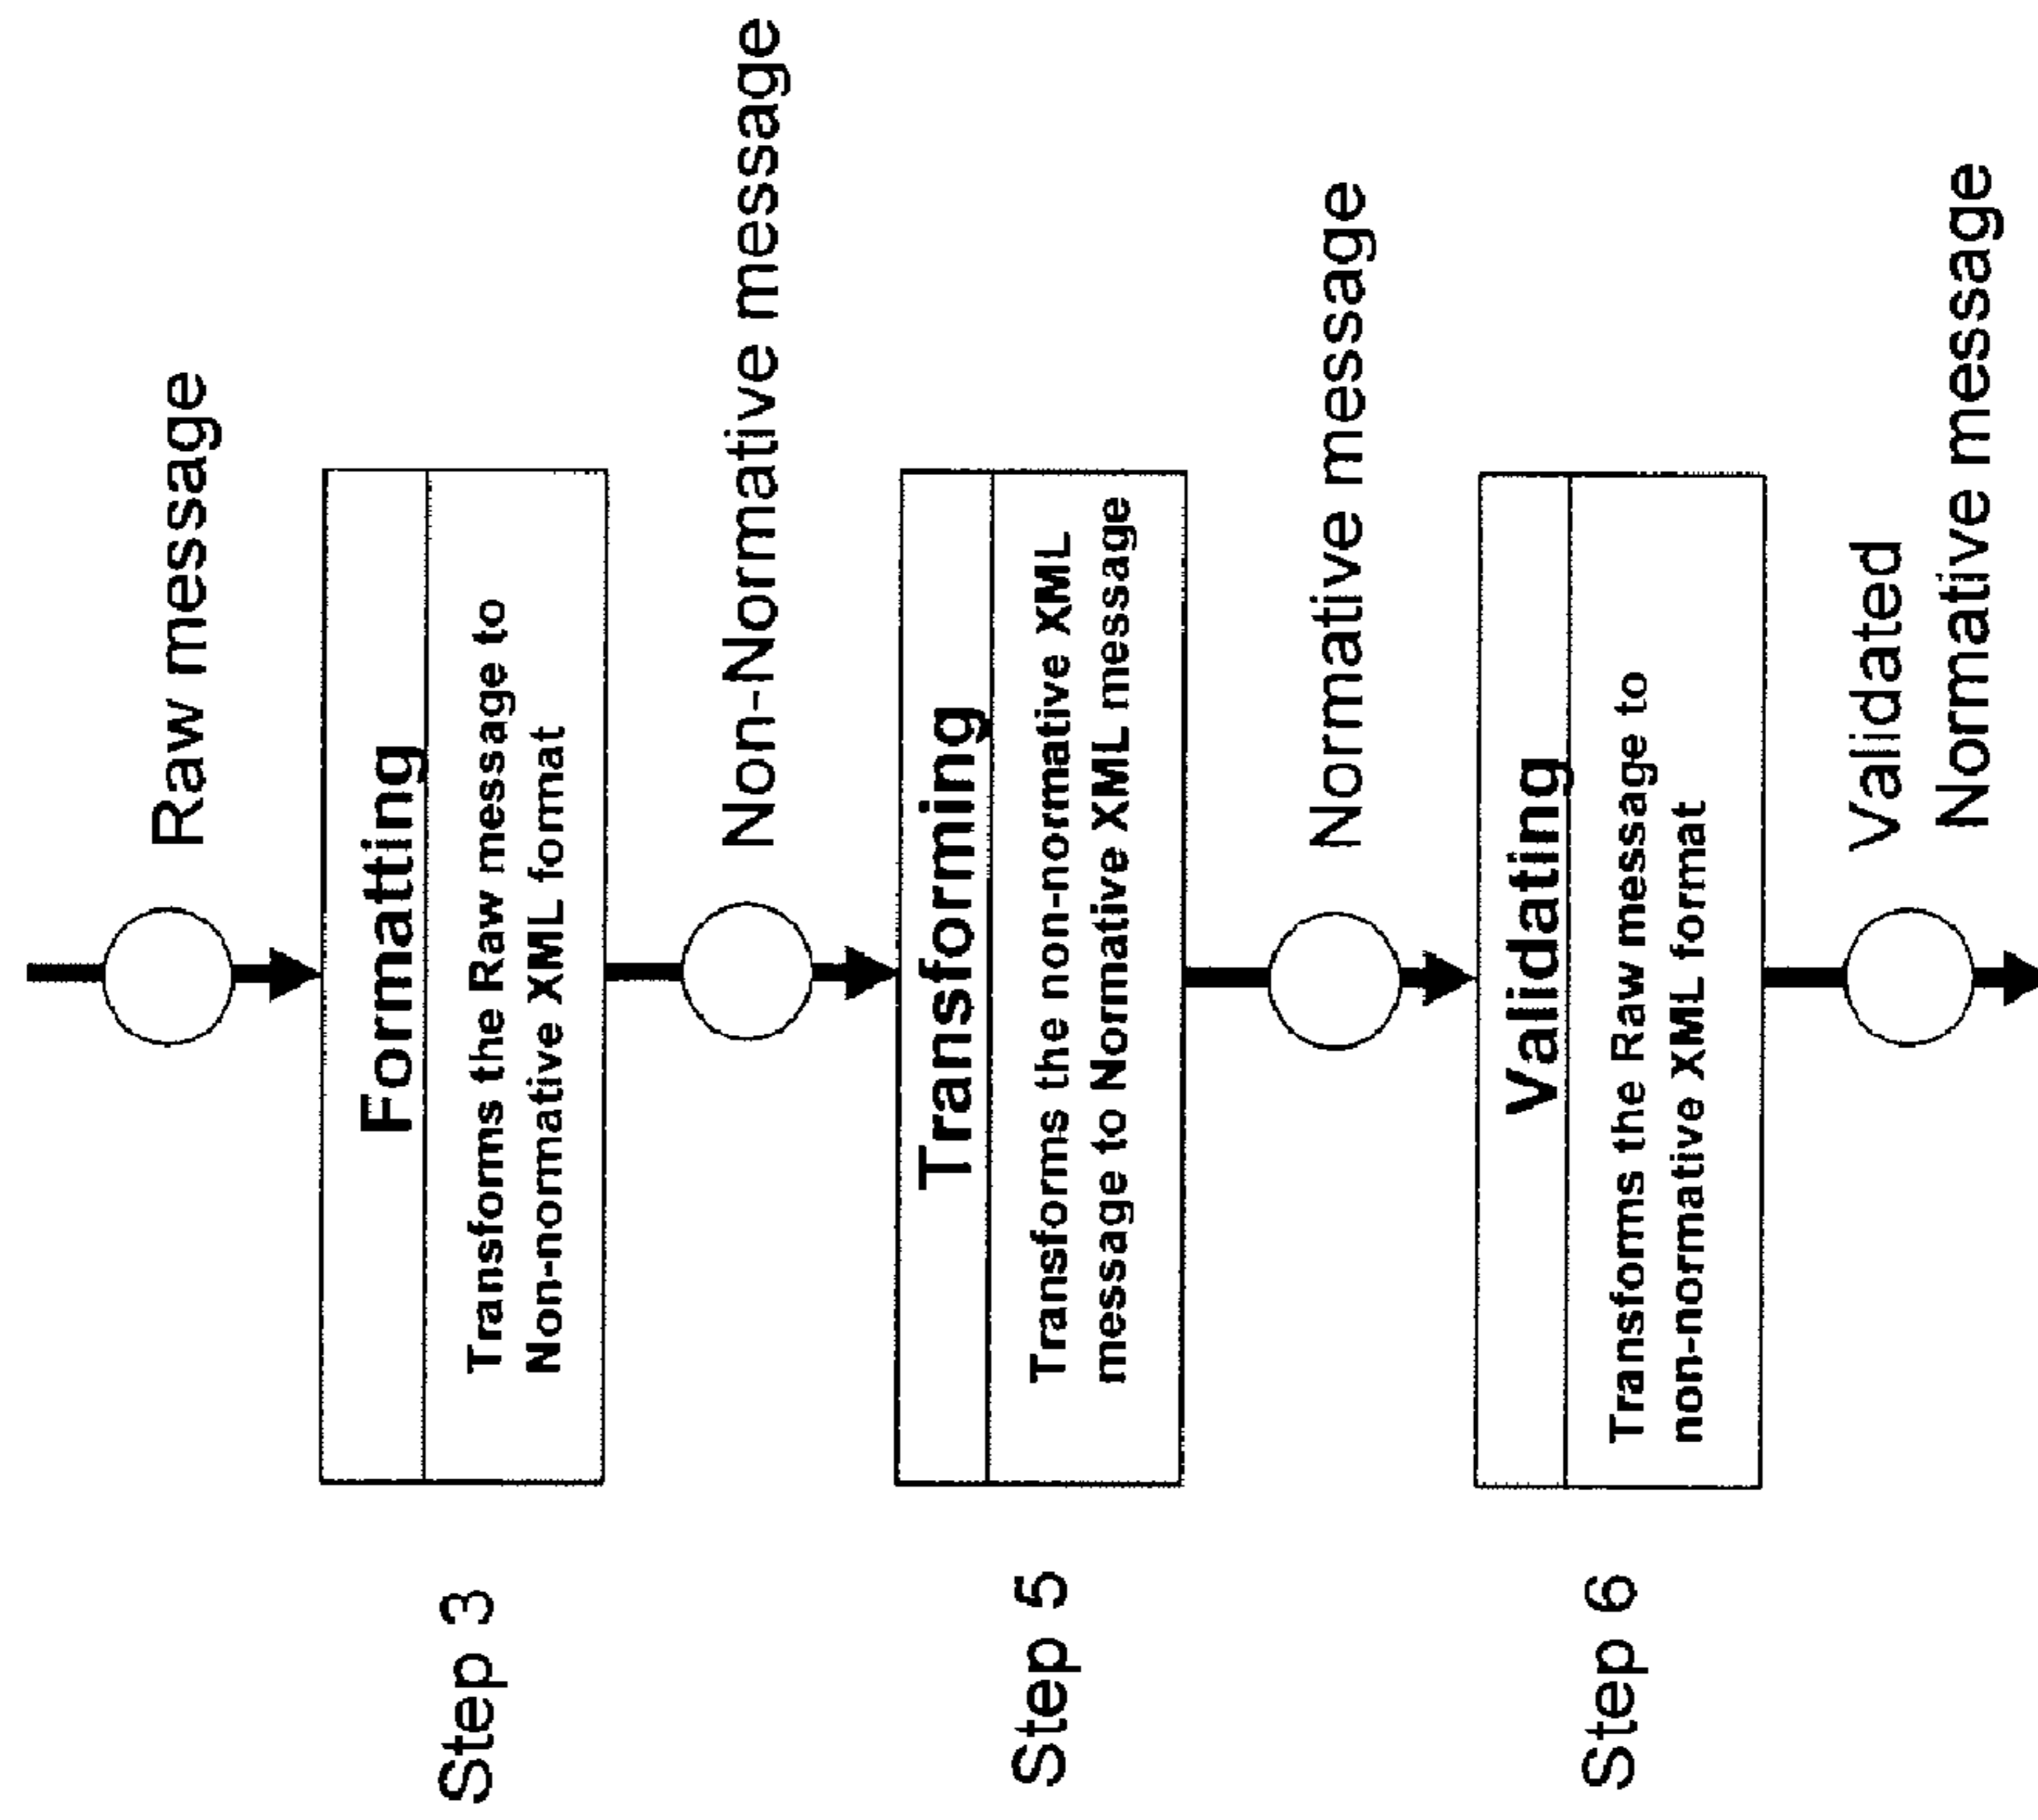 Raw message
Formatting
Transforms the Raw message to
Non-normative XML format
Step 3
Non-Normative message
Transforming
Transforms the non-normative XML
message to Normative XML message
Step 5
Normative message
Validating
Transforms the Raw message to
non-normative XML format
Step 6
Validated
Normative message